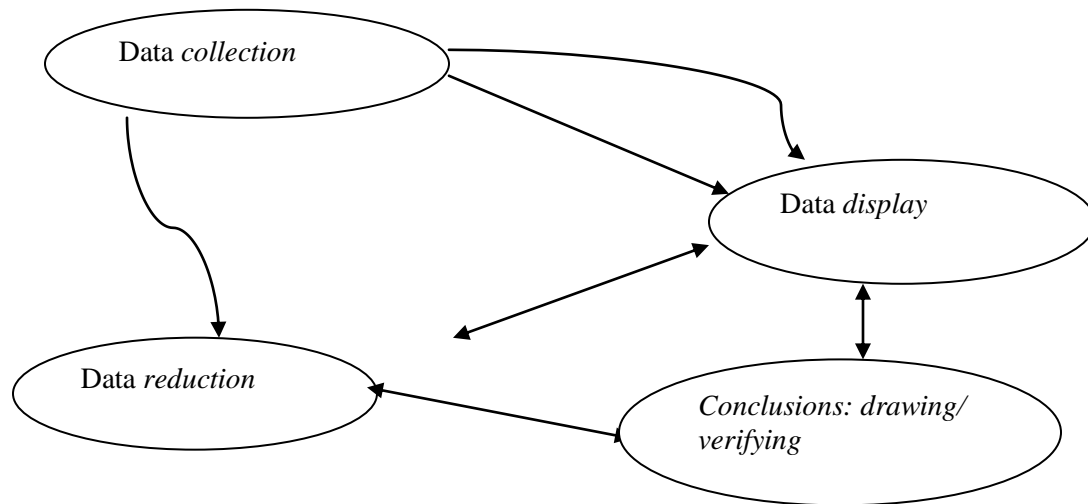 Data collection
Data display
Data reduction
Conclusions: drawing/
verifying